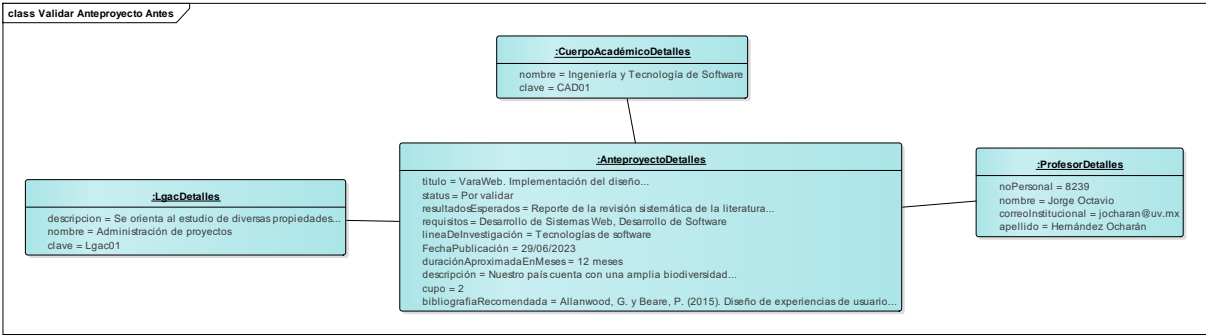 class Validar Anteproyecto Antes
:CuerpoAcadémicoDetalles
nombre = Ingeniería y Tecnología de Software
clave = CAD01
:AnteproyectoDetalles
titulo = VaraWeb. Implementación del diseño...
status = Por validar
resultadosEsperados = Reporte de la revisión sistemática de la literatura...
requisitos = Desarrollo de Sistemas Web, Desarrollo de Software
lineaDeInvestigación = Tecnologías de software
FechaPublicación = 29/06/2023
duraciónAproximadaEnMeses = 12 meses
descripción = Nuestro país cuenta con una amplia biodiversidad...
cupo = 2
bibliografiaRecomendada = Allanwood, G. y Beare, P. (2015). Diseño de experiencias de usuario...
:ProfesorDetalles
noPersonal = 8239
nombre = Jorge Octavio
correoInstitucional = jocharan@uv.mx
apellido = Hernández Ocharán
:LgacDetalles
descripcion = Se orienta al estudio de diversas propiedades...
nombre = Administración de proyectos
clave = Lgac01